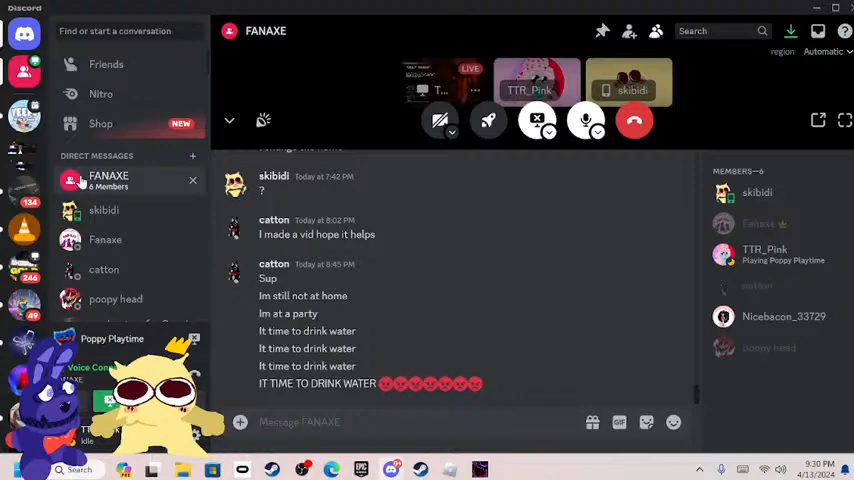 Discord
Find or start a conversation
FANAXE
Search
region
Automatic
Friends
Nitro
Shop
NEW
LIVE
T...
TTR_Pink
skibidi
DIRECT MESSAGES
FANAXE
6 Members
skibidi
Fanaxe
catton
poopy head
134
246
49
Poppy Playtime
Idle
skibidi Today at 7:42 PM
?
catton Today at 8:02 PM
I made a vid hope it helps
catton Today at 8:45 PM
Sup
Im still not at home
Im at a party
It time to drink water
It time to drink water
It time to drink water
IT TIME TO DRINK WATER
Message FANAXE
GIF
MEMBERS—6
skibidi
Fanaxe
TTR_Pink
Playing Poppy Playtime
catton
Nicebacon_33729
poopy head
Search
EPIC
9:30 PM
4/13/2024